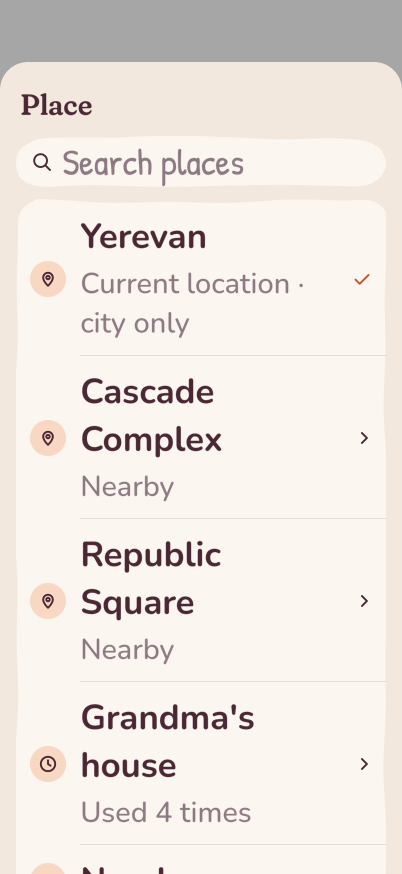 Place
Search places
Yerevan
Current location ·
city only
Cascade
Complex
Nearby
Republic
Square
Nearby
Grandma's
house
Used 4 times